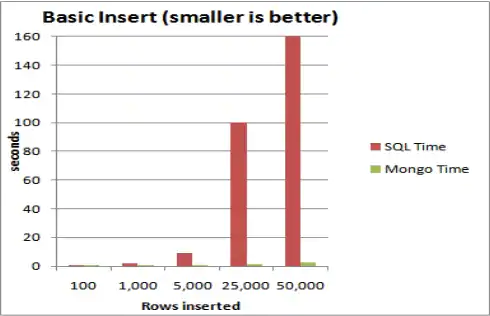 Basic Insert (smaller is better)
160
140
120
100
80
60
40
20
0
seconds
100 1,000 5,000 25,000 50,000
Rows inserted
SQL Time
Mongo Time